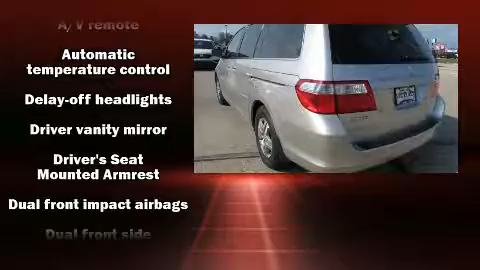 A/V remote
Automatic
temperature control
Delay-off headlights
Driver vanity mirror
Driver's Seat
Mounted Armrest
Dual front impact airbags
Dual front side